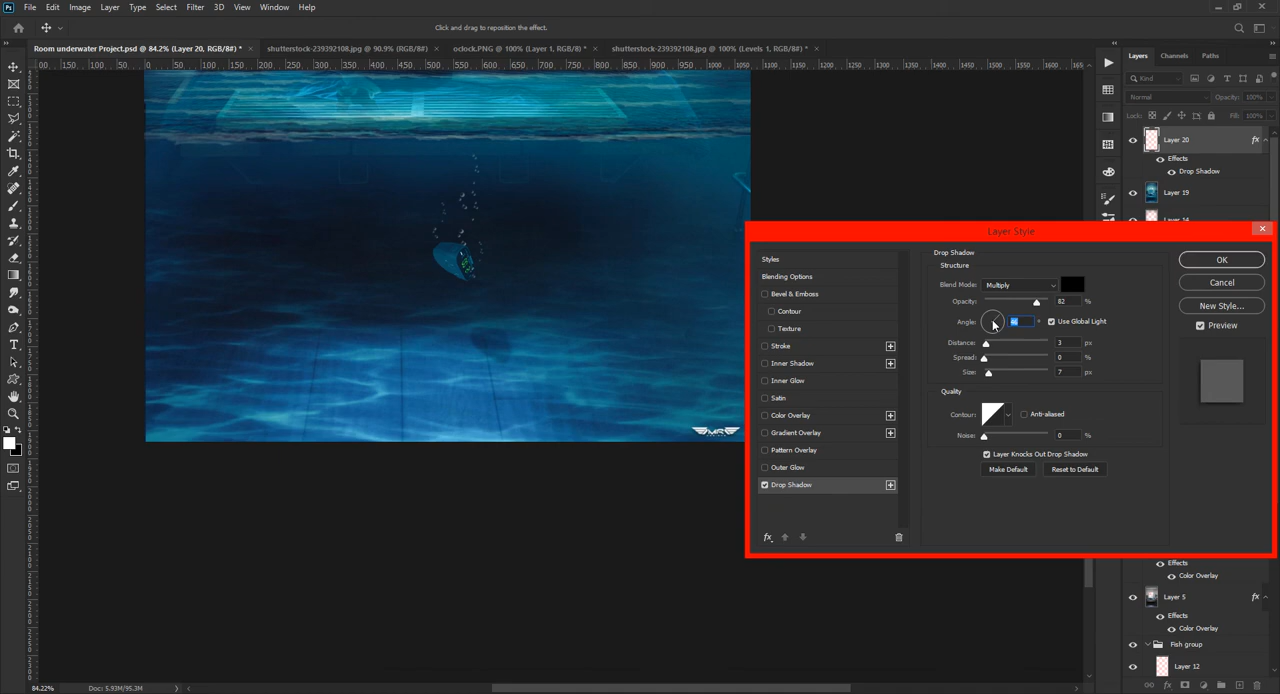 Ps File Edit Image Layer Type Select Filter 3D View Window Help
Click and drag to reposition the effect.
Room underwater Project.psd @ 84.2% (Layer 20, RGB/8#) * × shutterstock-239392108.jpg @ 90.9% (RGB/8#) × oclock.PNG @ 100% (Layer 1, RGB/8) * × shutterstock-239392108.jpg @ 100% (Levels 1, RGB/8#) * ×
Layers Channels Paths
Kind
Normal Opacity: 100%
Lock: Fill: 100%
Layer 20 fx
Effects
Drop Shadow
Layer 19
Layer 14
Layer Style
Styles
Blending Options
Bevel & Emboss
Contour
Texture
Stroke
Inner Shadow
Inner Glow
Satin
Color Overlay
Gradient Overlay
Pattern Overlay
Outer Glow
Drop Shadow
fx
Drop Shadow
Structure
Blend Mode: Multiply
Opacity: 82 %
Angle: ° Use Global Light
Distance: 3 px
Spread: 0 %
Size: 7 px
Quality
Contour: Anti-aliased
Noise: 0 %
Layer Knocks Out Drop Shadow
Make Default Reset to Default
OK
Cancel
New Style...
Preview
Effects
Color Overlay
Layer 5 fx
Effects
Color Overlay
Fish group
Layer 12
84.22% Doc: 5.93M/95.3M